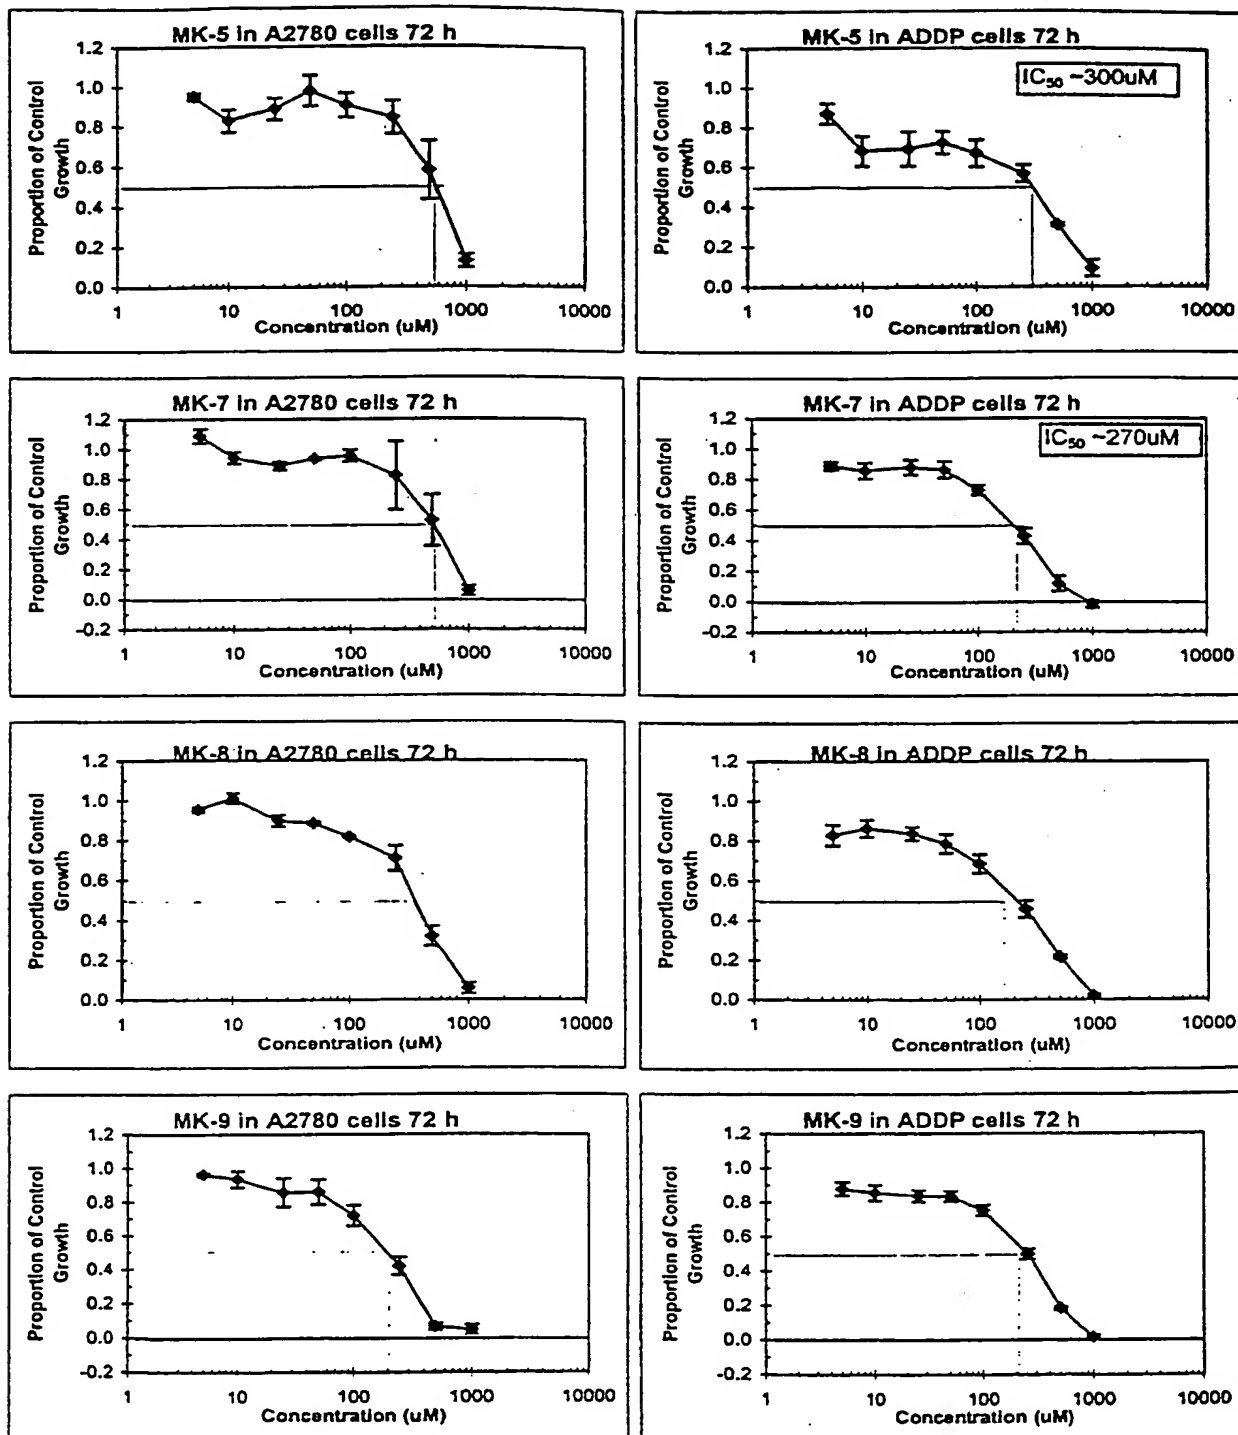 MK-5 in A2780 cells 72 h
Proportion of Control
Growth
1.2
1.0
0.8
0.6
0.4
0.2
0.0
1 10 100 1000 10000
Concentration (uM)
MK-5 in ADDP cells 72 h
IC50 ~300uM
Proportion of Control
Growth
1.2
1.0
0.8
0.6
0.4
0.2
0.0
1 10 100 1000 10000
Concentration (uM)
MK-7 in A2780 cells 72 h
Proportion of Control
Growth
1.2
1.0
0.8
0.6
0.4
0.2
0.0
-0.2
1 10 100 1000 10000
Concentration (uM)
MK-7 in ADDP cells 72 h
IC50 ~270uM
Proportion of Control
Growth
1.2
1.0
0.8
0.6
0.4
0.2
0.0
-0.2
1 10 100 1000 10000
Concentration (uM)
MK-8 in A2780 cells 72 h
Proportion of Control
Growth
1.2
1.0
0.8
0.6
0.4
0.2
0.0
1 10 100 1000 10000
Concentration (uM)
MK-8 in ADDP cells 72 h
Proportion of Control
Growth
1.2
1.0
0.8
0.6
0.4
0.2
0.0
1 10 100 1000 10000
Concentration (uM)
MK-9 in A2780 cells 72 h
Proportion of Control
Growth
1.2
1.0
0.8
0.6
0.4
0.2
0.0
-0.2
1 10 100 1000 10000
Concentration (uM)
MK-9 in ADDP cells 72 h
Proportion of Control
Growth
1.2
1.0
0.8
0.6
0.4
0.2
0.0
-0.2
1 10 100 1000 10000
Concentration (uM)